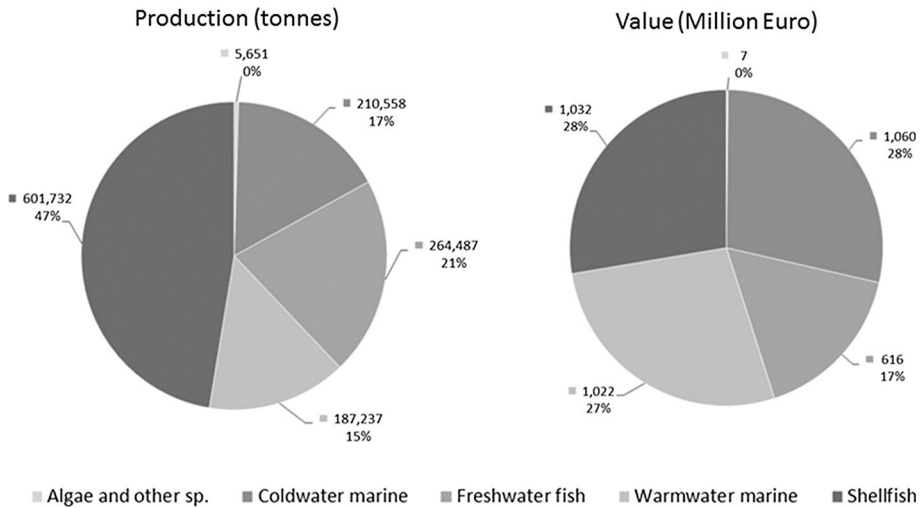 Production (tonnes)
5,651
0%
210,558
17%
264,487
21%
187,237
15%
601,732
47%
Value (Million Euro)
7
0%
1,060
28%
616
17%
1,022
27%
1,032
28%
Algae and other sp.
Coldwater marine
Freshwater fish
Warmwater marine
Shellfish